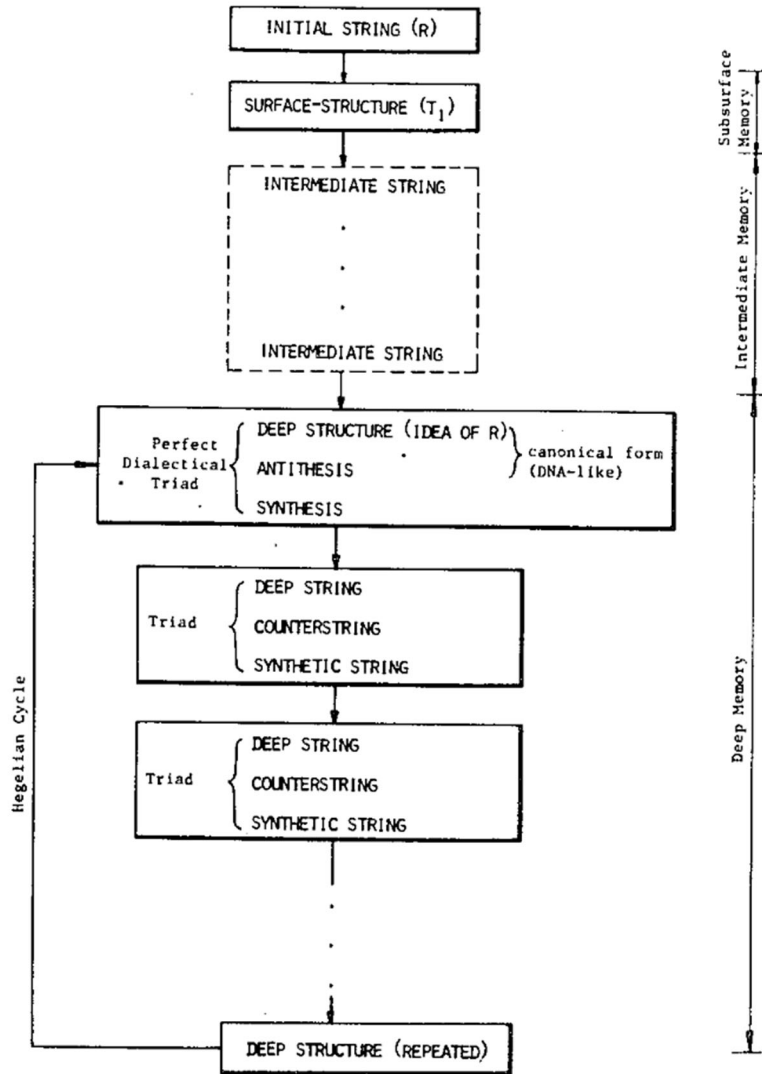 INITIAL STRING (R)
SURFACE-STRUCTURE (T1)
Subsurface
Memory
INTERMEDIATE STRING
INTERMEDIATE STRING
Intermediate Memory
Perfect
Dialectical
Triad
DEEP STRUCTURE (IDEA OF R)
ANTITHESIS
SYNTHESIS
canonical form
(DNA-like)
Triad
DEEP STRING
COUNTERSTRING
SYNTHETIC STRING
Triad
DEEP STRING
COUNTERSTRING
SYNTHETIC STRING
Hegelian Cycle
Deep Memory
DEEP STRUCTURE (REPEATED)